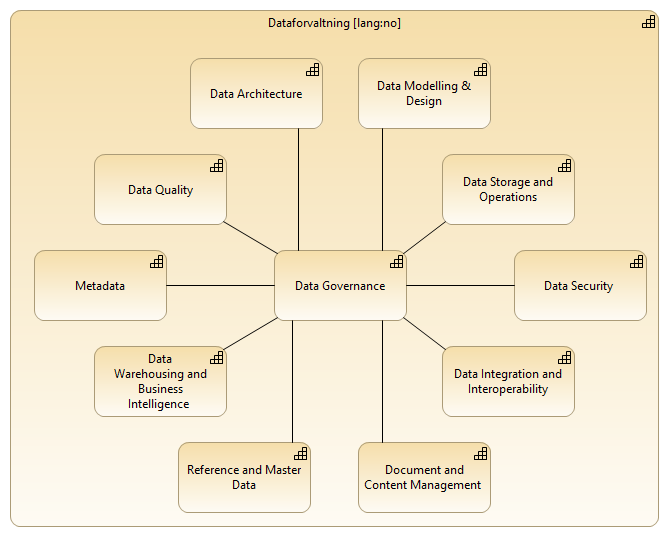 Dataforvaltning [lang:no]
Data Architecture
Data Modelling &
Design
Data Quality
Data Storage and
Operations
Metadata
Data Governance
Data Security
Data
Warehousing and
Business
Intelligence
Data Integration and
Interoperability
Reference and Master
Data
Document and
Content Management